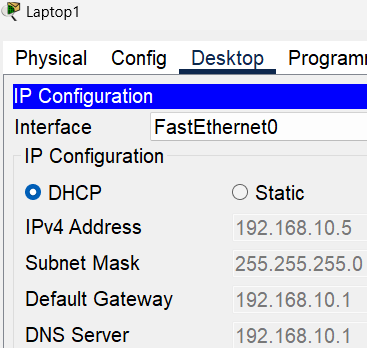 Laptop1
Physical Config Desktop Programm
IP Configuration
Interface FastEthernet0
IP Configuration
DHCP Static
IPv4 Address 192.168.10.5
Subnet Mask 255.255.255.0
Default Gateway 192.168.10.1
DNS Server 192.168.10.1